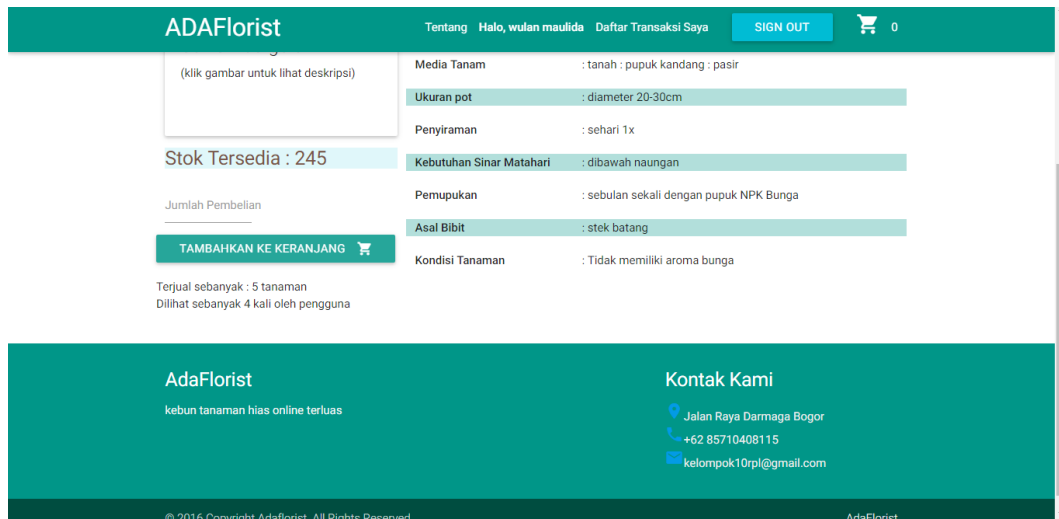 ADAFlorist
Tentang Halo, wulan maulida Daftar Transaksi Saya SIGN OUT 0
(klik gambar untuk lihat deskripsi)
Stok Tersedia : 245
Jumlah Pembelian
TAMBAHKAN KE KERANJANG
Terjual sebanyak : 5 tanaman
Dilihat sebanyak 4 kali oleh pengguna
Media Tanam : tanah : pupuk kandang : pasir
Ukuran pot : diameter 20-30cm
Penyiraman : sehari 1x
Kebutuhan Sinar Matahari : dibawah naungan
Pemupukan : sebulan sekali dengan pupuk NPK Bunga
Asal Bibit : stek batang
Kondisi Tanaman : Tidak memiliki aroma bunga
AdaFlorist
kebun tanaman hias online terluas
Kontak Kami
Jalan Raya Darmaga Bogor
+62 85710408115
kelompok10rpl@gmail.com
© 2016 Copyright Adaflorist, All Rights Reserved
AdaFlorist